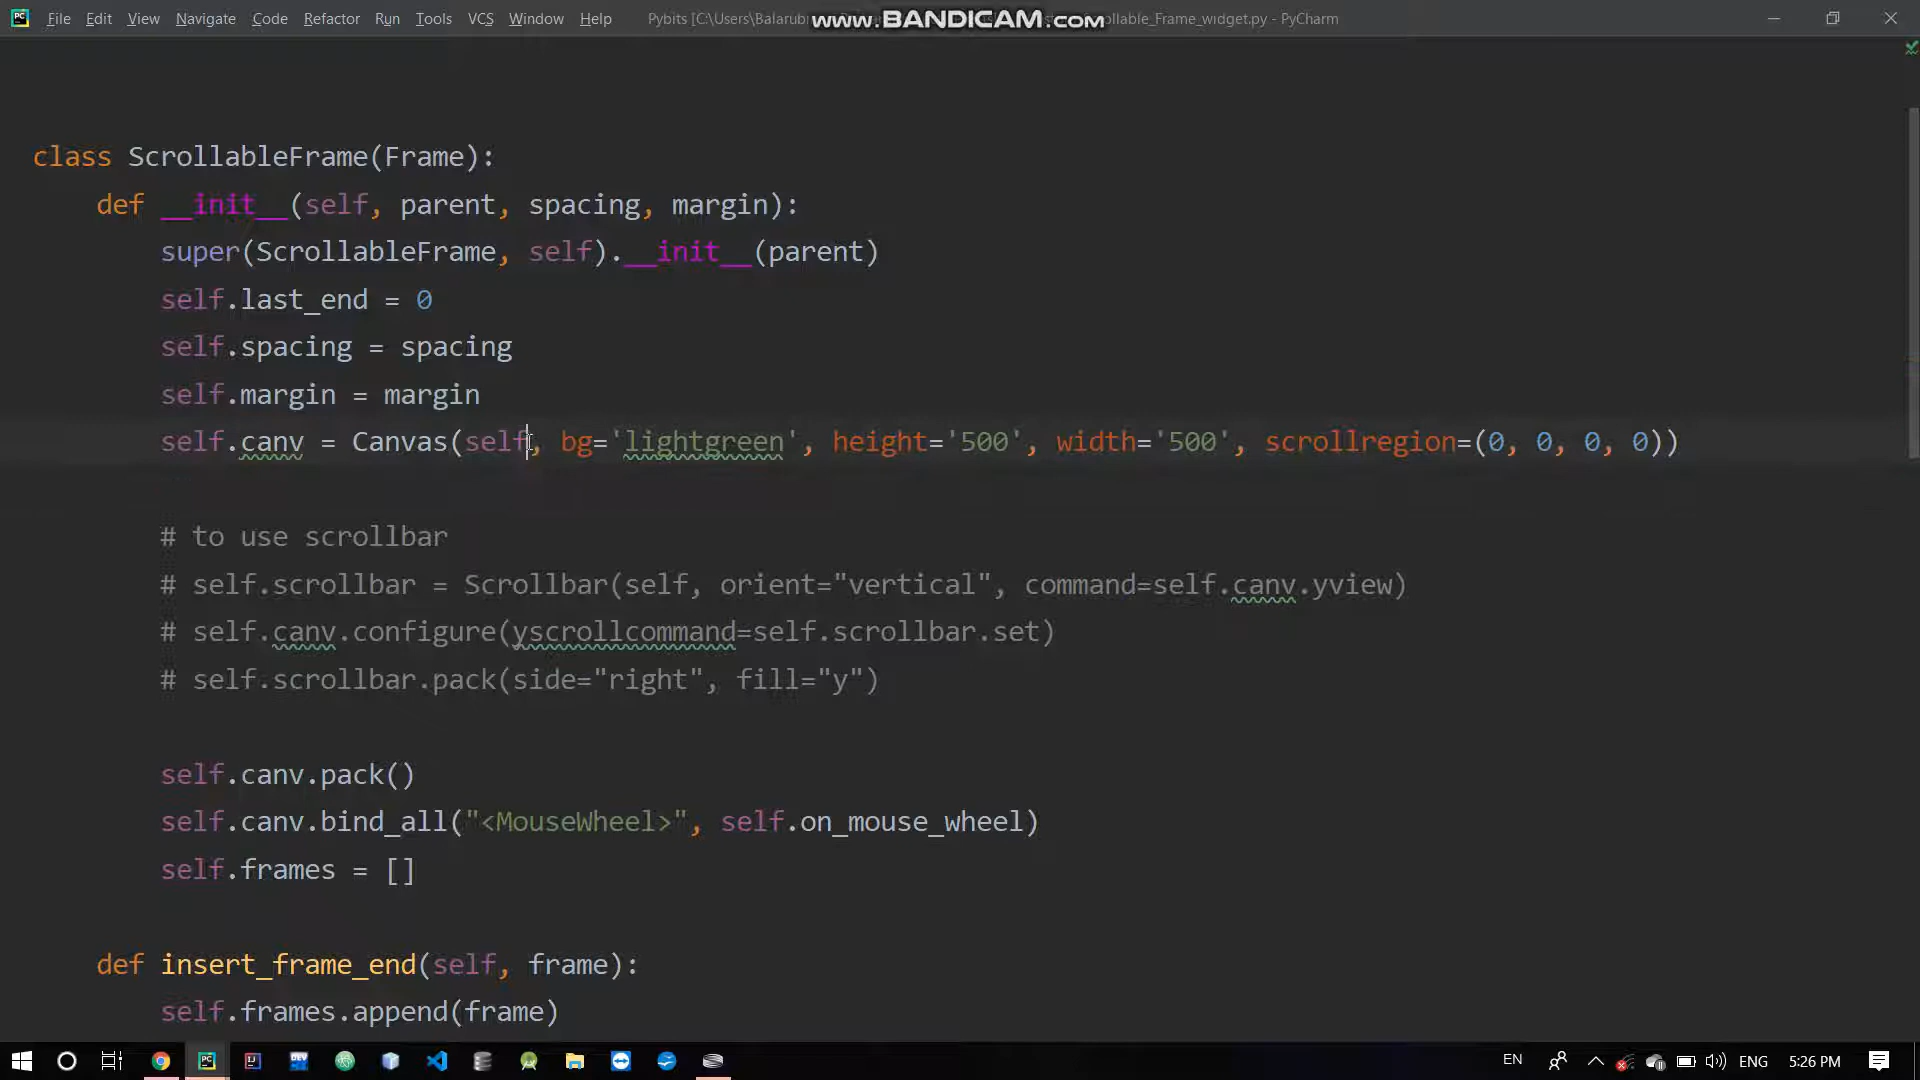 File Edit View Navigate Code Refactor Run Tools VCS Window Help Pybits [C:\Users\Balarub www.BANDICAM.com ollable_Frame_widget.py - PyCharm
class ScrollableFrame(Frame):
def __init__(self, parent, spacing, margin):
super(ScrollableFrame, self).__init__(parent)
self.last_end = 0
self.spacing = spacing
self.margin = margin
self.canv = Canvas(self, bg='lightgreen', height='500', width='500', scrollregion=(0, 0, 0, 0))
# to use scrollbar
# self.scrollbar = Scrollbar(self, orient="vertical", command=self.canv.yview)
# self.canv.configure(yscrollcommand=self.scrollbar.set)
# self.scrollbar.pack(side="right", fill="y")
self.canv.pack()
self.canv.bind_all("<MouseWheel>", self.on_mouse_wheel)
self.frames = []
def insert_frame_end(self, frame):
self.frames.append(frame)
EN ENG 5:26 PM